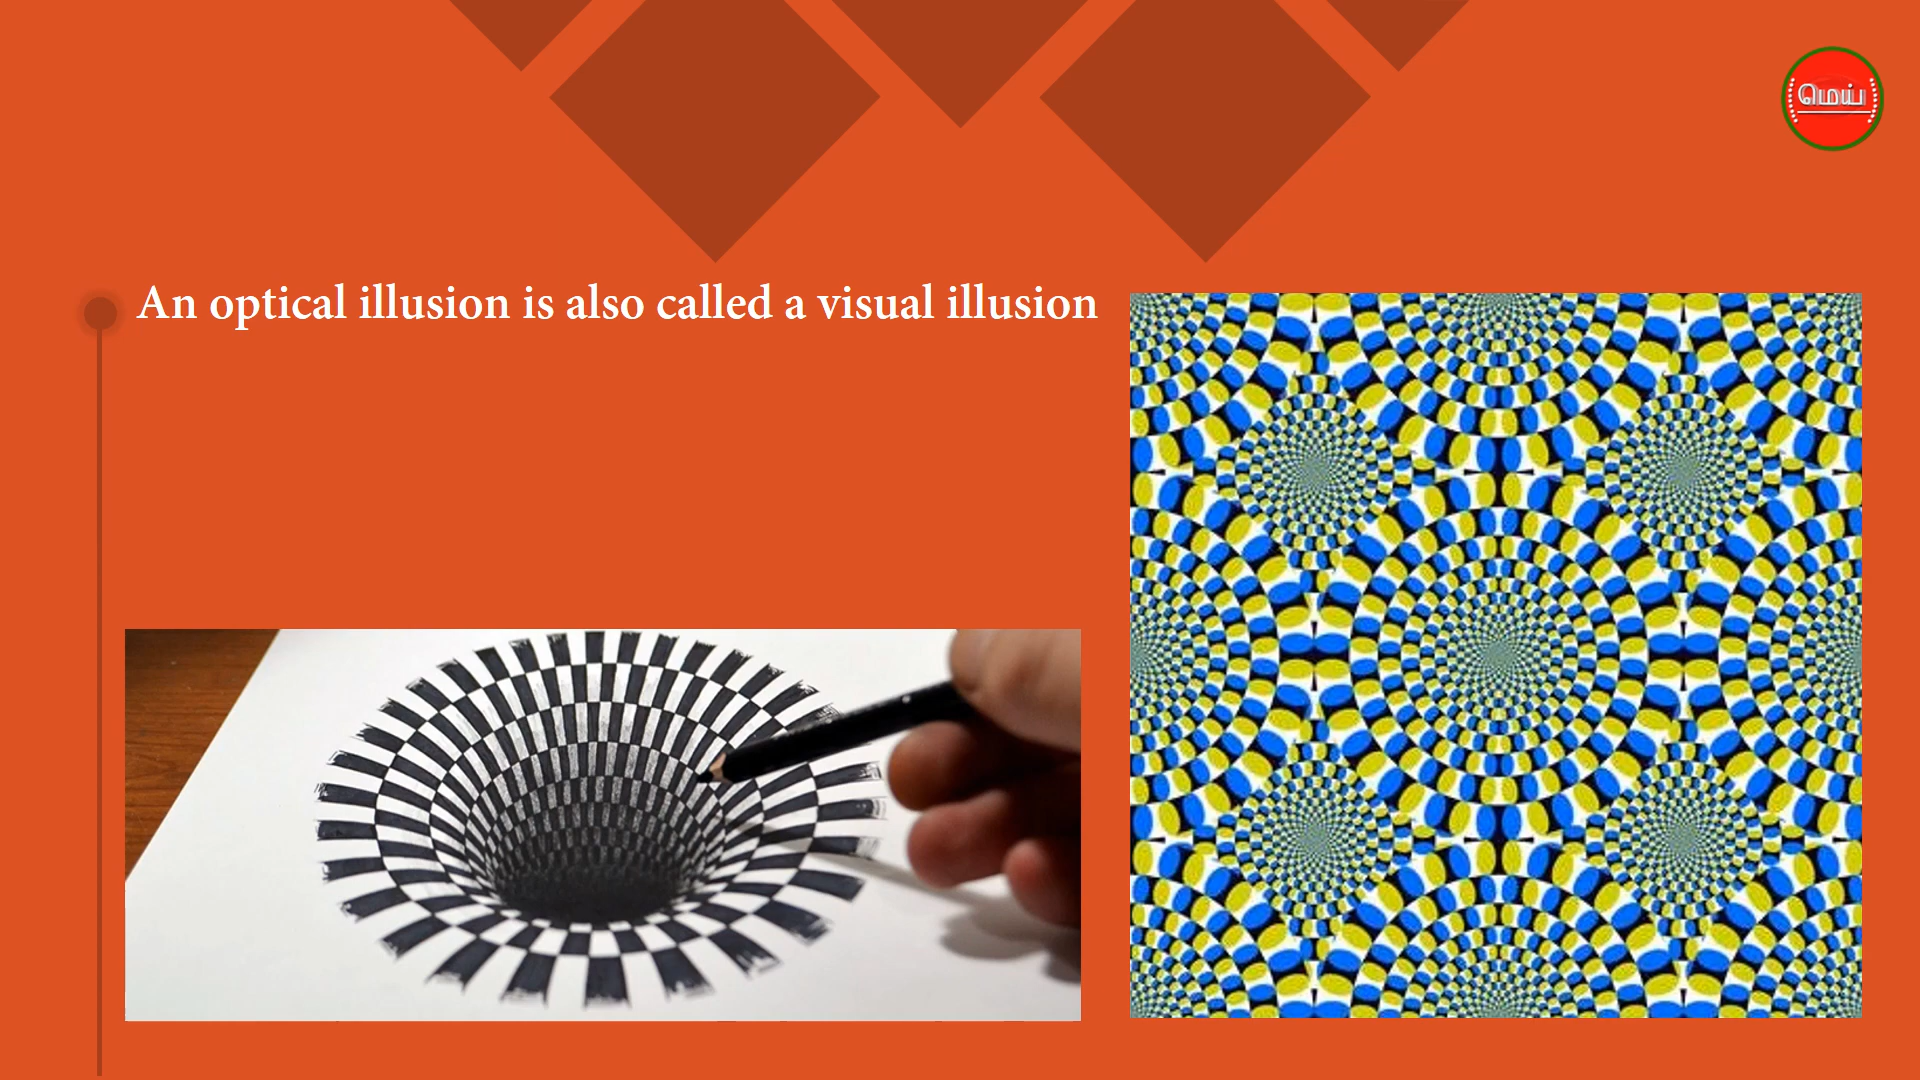 மெய்
An optical illusion is also called a visual illusion